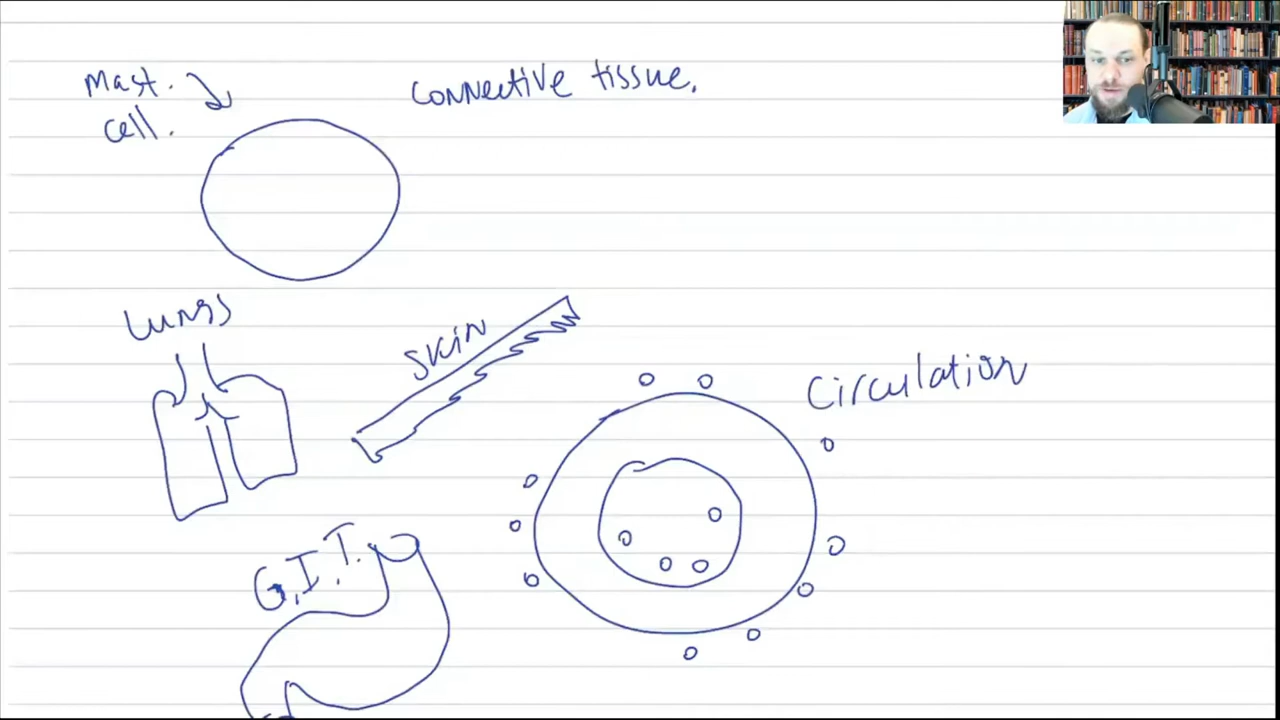 Mast.
cell.
connective tissue.
Lungs
Skin
Circulation
G.I.T.